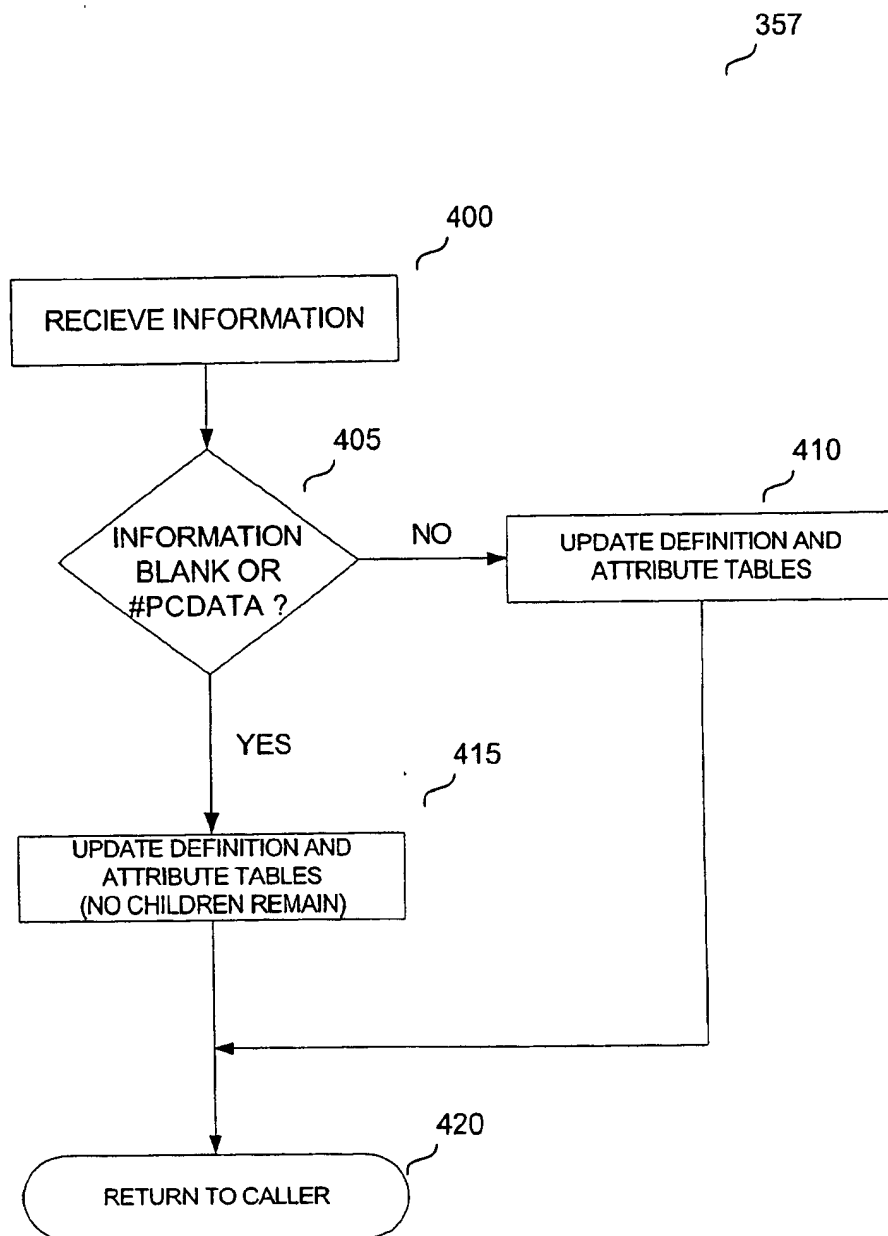 357
400
RECIEVE INFORMATION
405
INFORMATION
BLANK OR
#PCDATA ?
NO
410
UPDATE DEFINITION AND
ATTRIBUTE TABLES
YES
415
UPDATE DEFINITION AND
ATTRIBUTE TABLES
(NO CHILDREN REMAIN)
420
RETURN TO CALLER